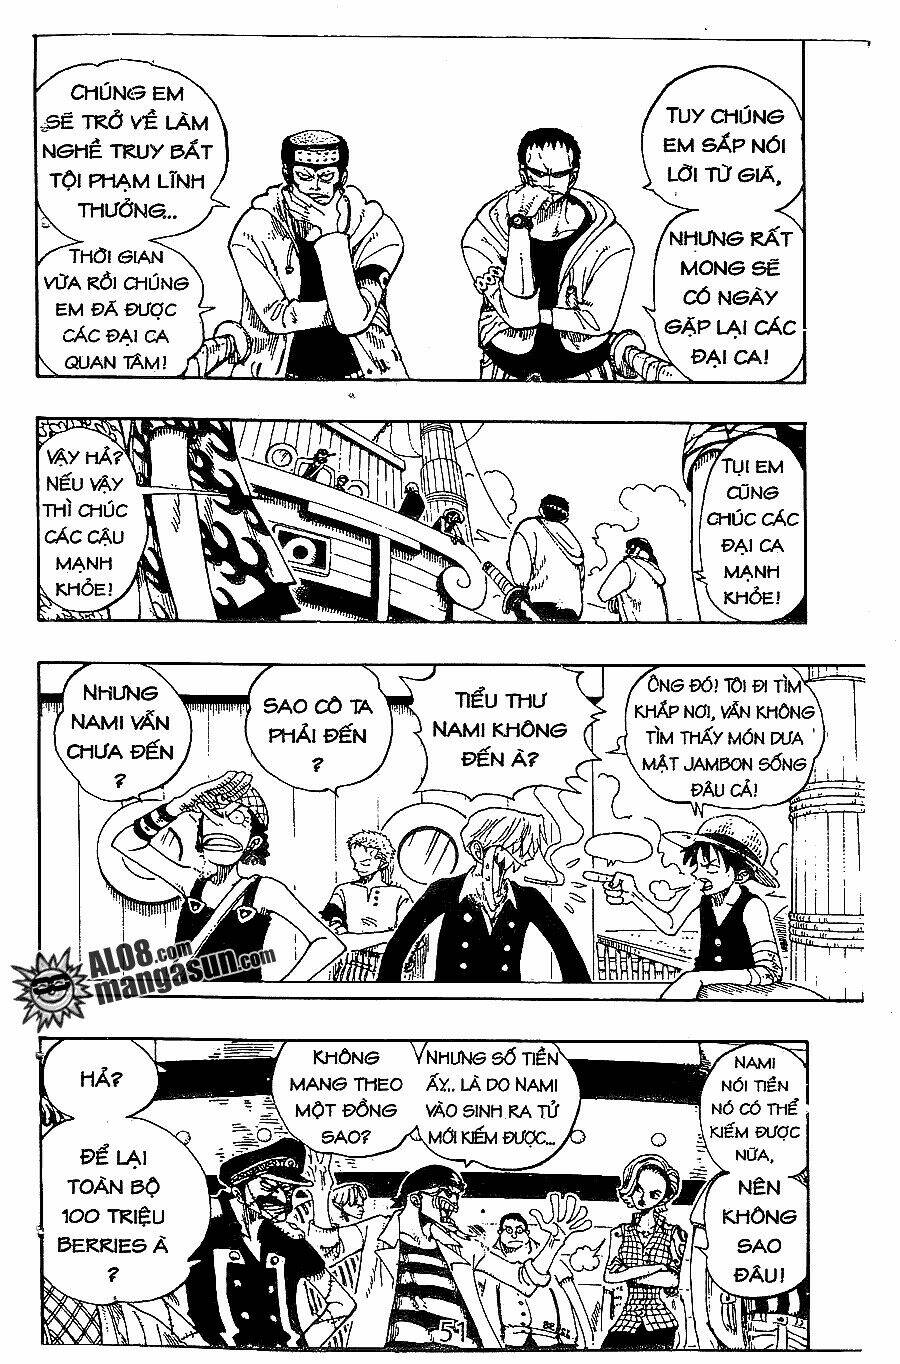 CHÚNG EM
SẼ TRỞ VỀ LÀM
NGHỀ TRUY BẮT
TỘI PHẠM LĨNH
THƯỞNG...
THỜI GIAN
VỪA RỒI CHÚNG
EM ĐÃ ĐƯỢC
CÁC ĐẠI CA
QUAN TÂM!
TUY CHÚNG
EM SẮP NÓI
LỜI TỪ GIÃ,
NHƯNG RẤT
MONG SẼ
CÓ NGÀY
GẶP LẠI CÁC
ĐẠI CA!
VẬY HẢ?
NẾU VẬY
THÌ CHÚC
CÁC CẬU
MẠNH
KHỎE!
TỤI EM
CŨNG
CHÚC CÁC
ĐẠI CA
MẠNH
KHỎE!
NHƯNG
NAMI VẪN
CHƯA ĐẾN
?
SAO CÔ TA
PHẢI ĐẾN
?
TIỂU THƯ
NAMI KHÔNG
ĐẾN À?
ÔNG ĐÓ! TÔI ĐI TÌM
KHẮP NƠI, VẪN KHÔNG
TÌM THẤY MÓN DƯA
MẬT JAMBON SỐNG
ĐÂU CẢ!
AL08.com
mangasun.com
HẢ?
ĐỂ LẠI
TOÀN BỘ
100 TRIỆU
BERRIES À
?
KHÔNG
MANG THEO
MỘT ĐỒNG
SAO?
NHƯNG SỐ TIỀN
ẤY.. LÀ DO NAMI
VÀO SINH RA TỬ
MỚI KIẾM ĐƯỢC...
NAMI
NÓI TIỀN
NÓ CÓ THỂ
KIẾM ĐƯỢC
NỮA,
NÊN
KHÔNG
SAO
ĐÂU!
51